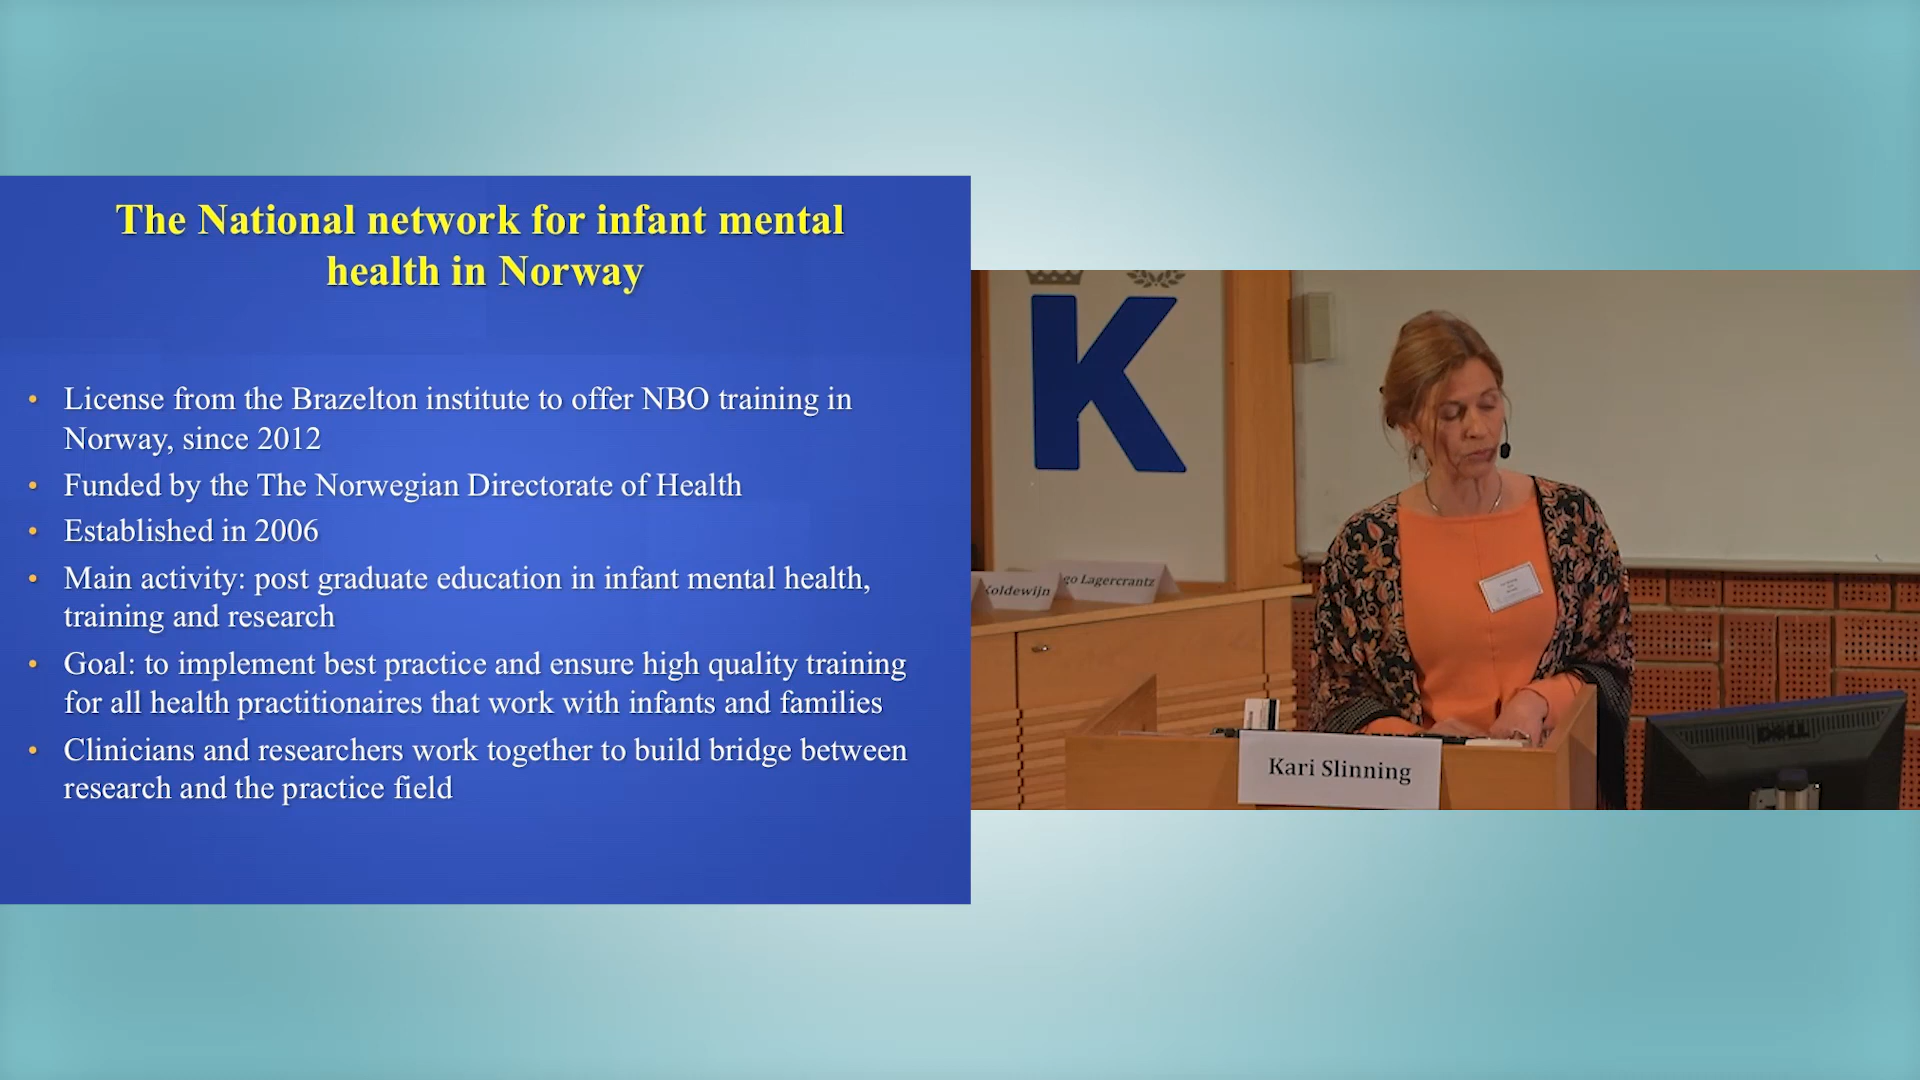 The National network for infant mental
health in Norway
• License from the Brazelton institute to offer NBO training in
Norway, since 2012
• Funded by the The Norwegian Directorate of Health
• Established in 2006
• Main activity: post graduate education in infant mental health,
training and research
• Goal: to implement best practice and ensure high quality training
for all health practitionaires that work with infants and families
• Clinicians and researchers work together to build bridge between
research and the practice field
K
Koldewijn
go Lagercrantz
Kari Slinning
DELL